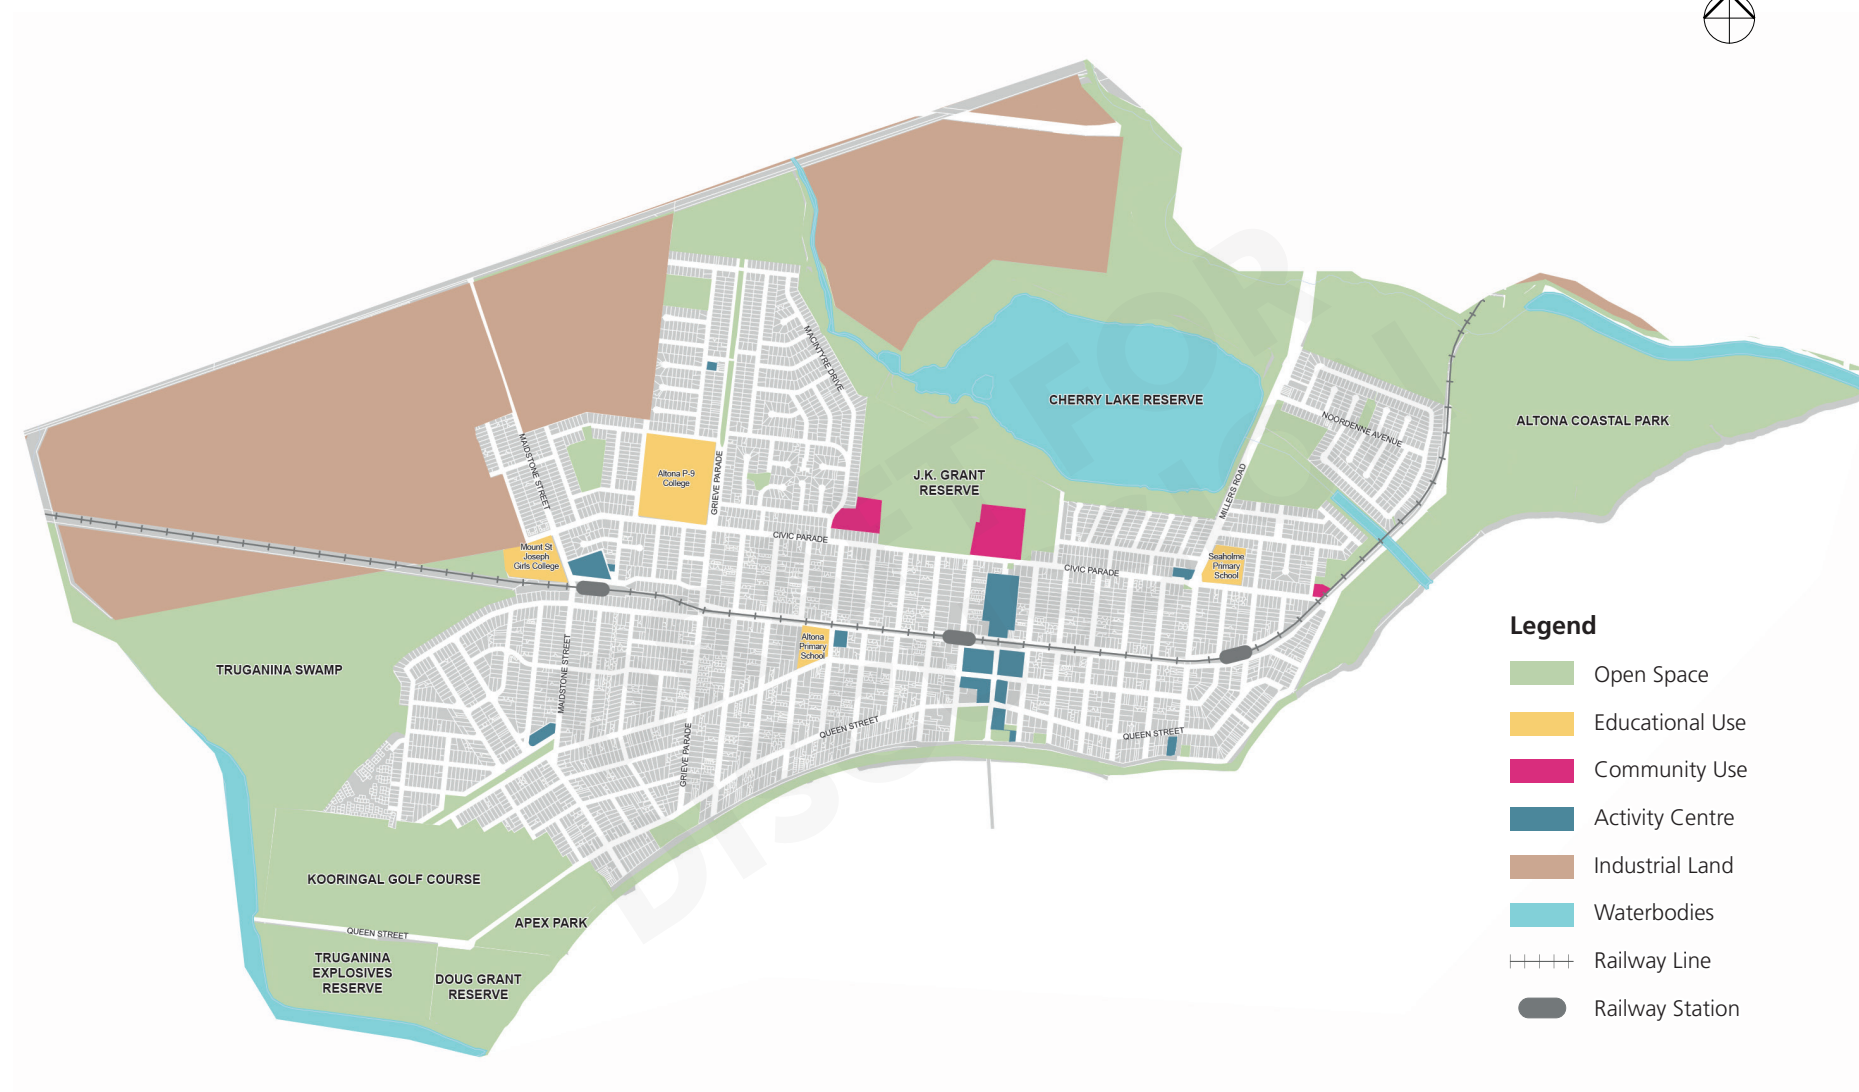 MACINTYRE DRIVE
CHERRY LAKE RESERVE
NOORDENNE AVENUE
ALTONA COASTAL PARK
MAIDSTONE STREET
Altona P-9
College
GRIEVE PARADE
J.K. GRANT
RESERVE
MILLERS ROAD
CIVIC PARADE
Mount St
Joseph
Girls College
CIVIC PARADE
Seaholme
Primary
School
Altona
Primary
School
TRUGANINA SWAMP
MAIDSTONE STREET
GRIEVE PARADE
QUEEN STREET
QUEEN STREET
KOORINGAL GOLF COURSE
APEX PARK
QUEEN STREET
TRUGANINA
EXPLOSIVES
RESERVE
DOUG GRANT
RESERVE
Legend
Open Space
Educational Use
Community Use
Activity Centre
Industrial Land
Waterbodies
Railway Line
Railway Station